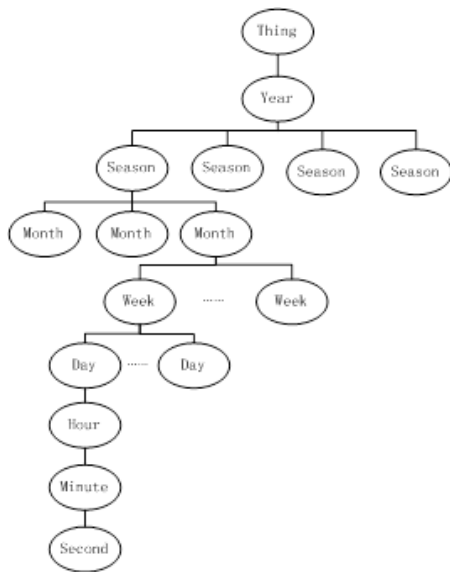 Thing
Year
Season Season Season Season
Month Month Month
Week ...... Week
Day ...... Day
Hour
Minute
Second